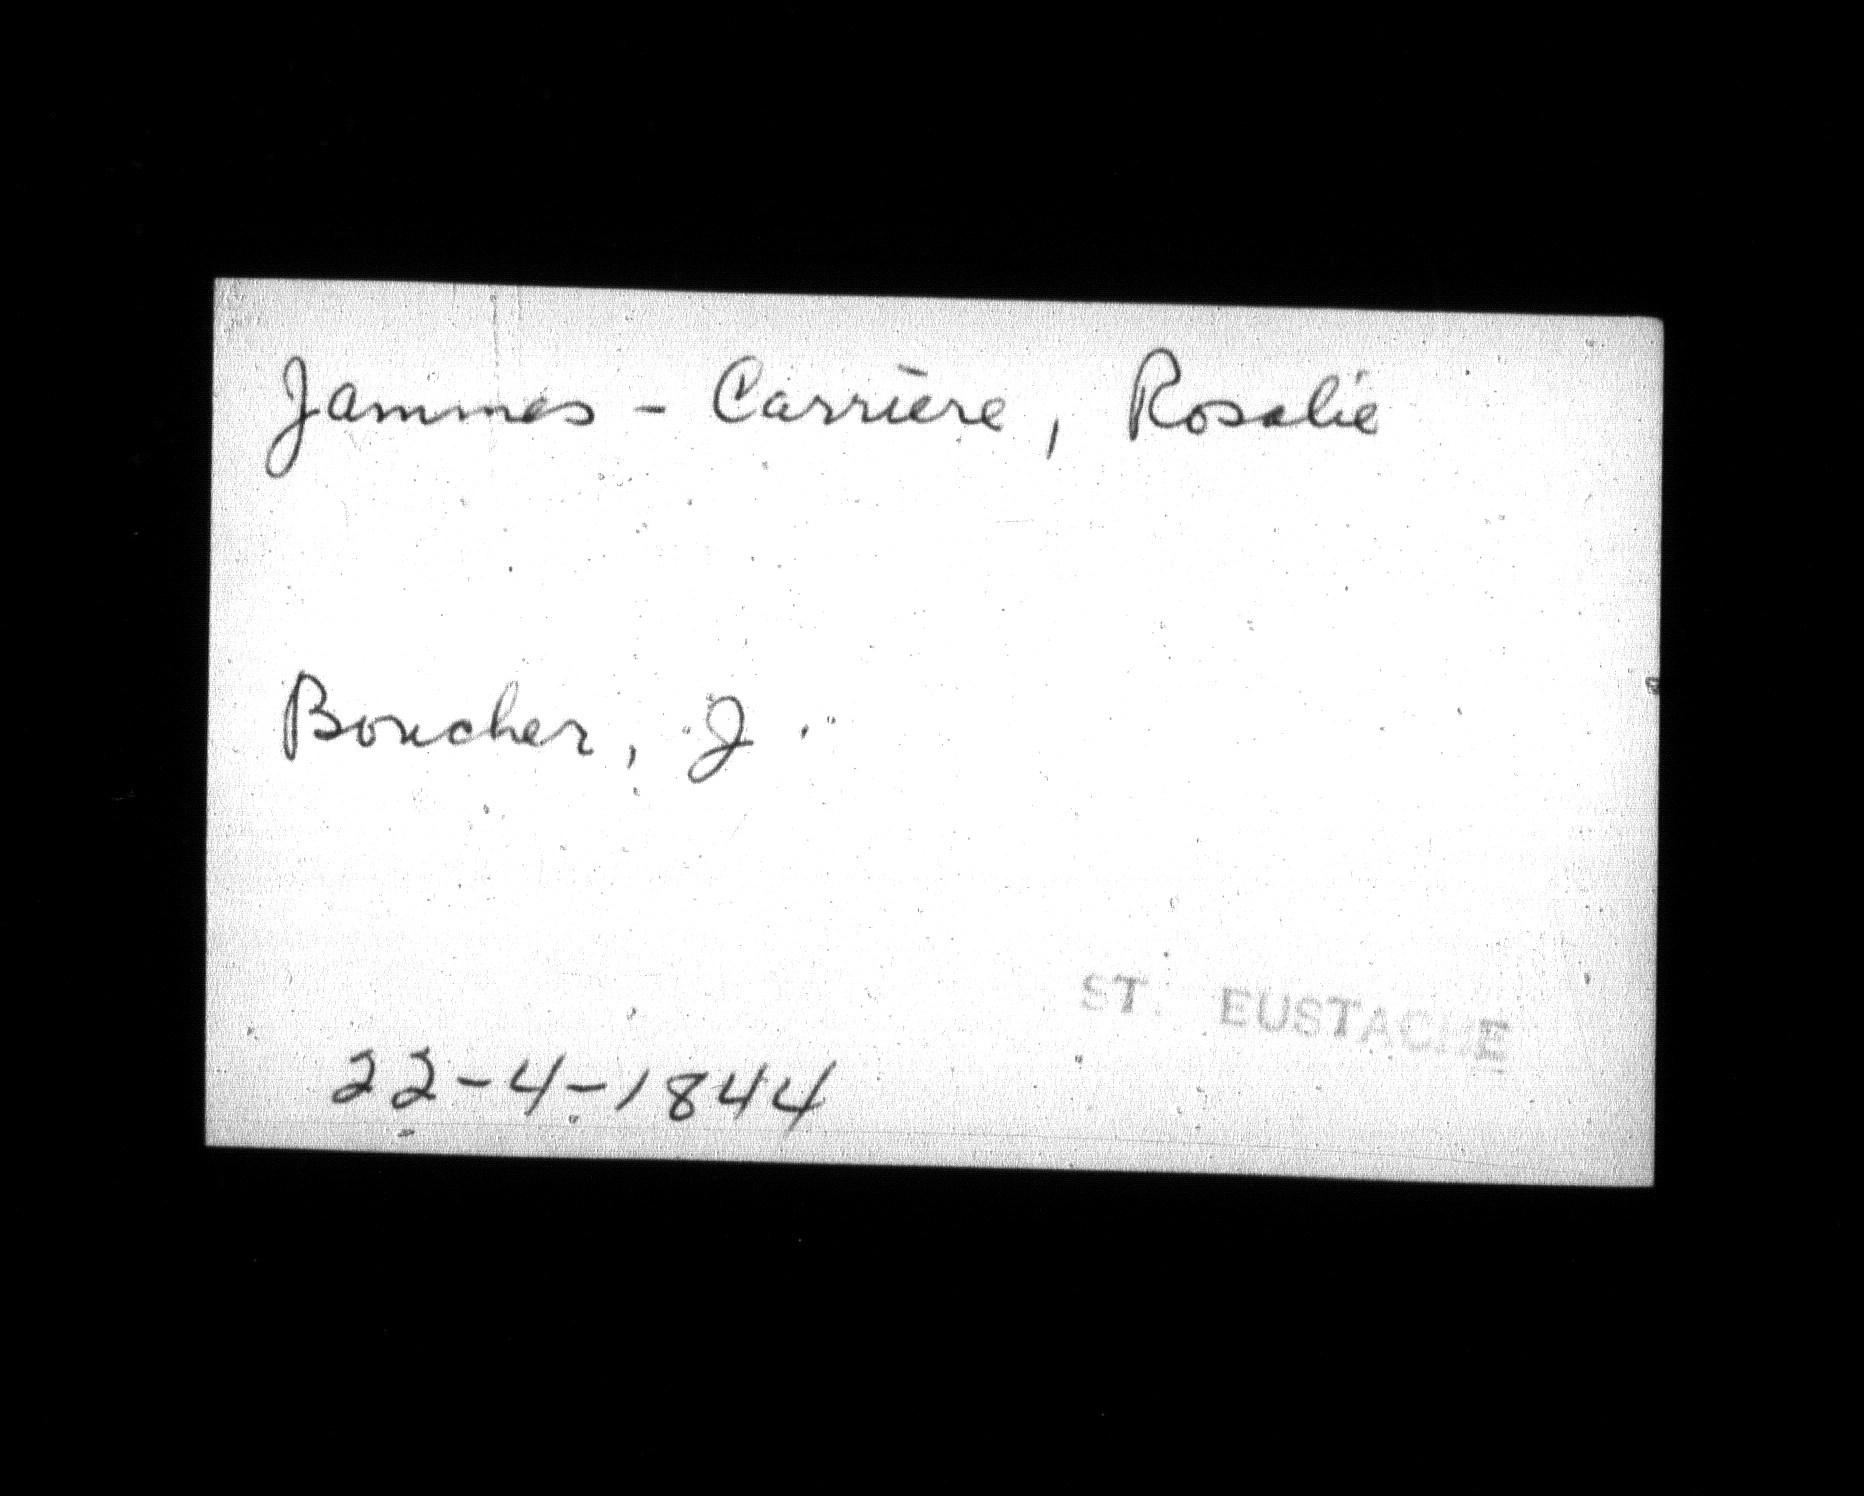 Jammes - Carrière, Rosalie
Boucher, J.
ST. EUSTACHE
22-4-1844